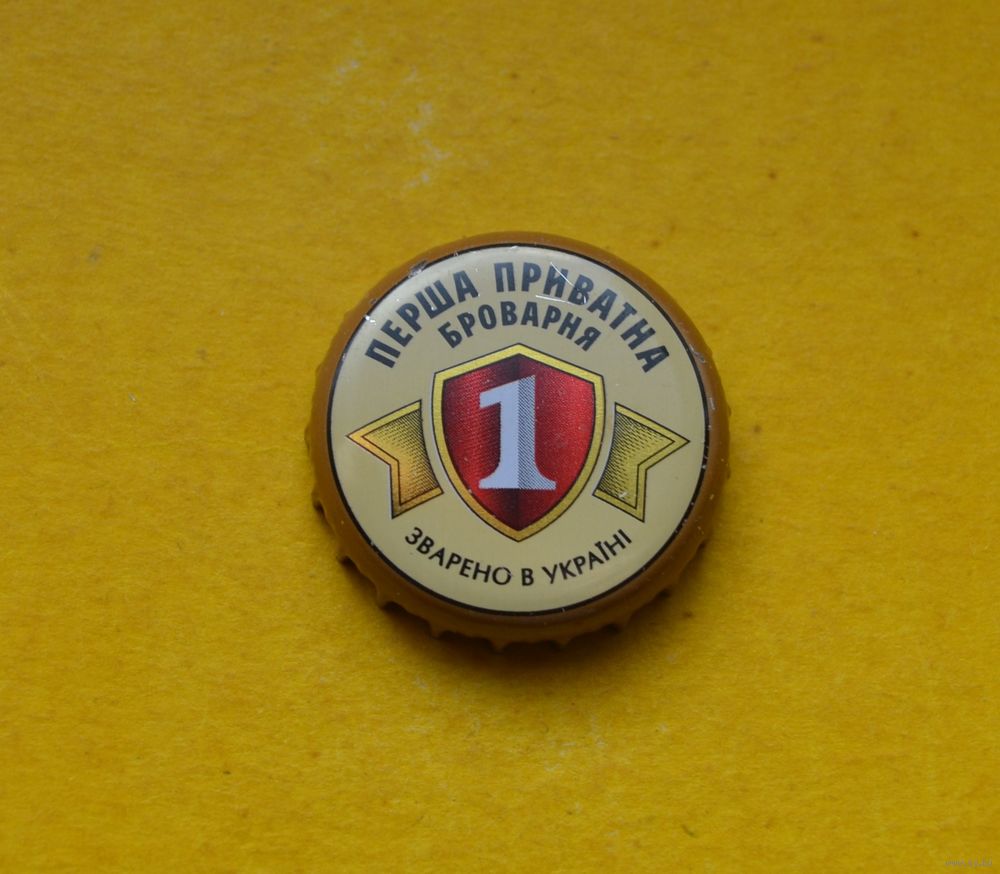 ПЕРША ПРИВАТНА
БРОВАРНЯ
1
ЗВАРЕНО В УКРАЇНІ